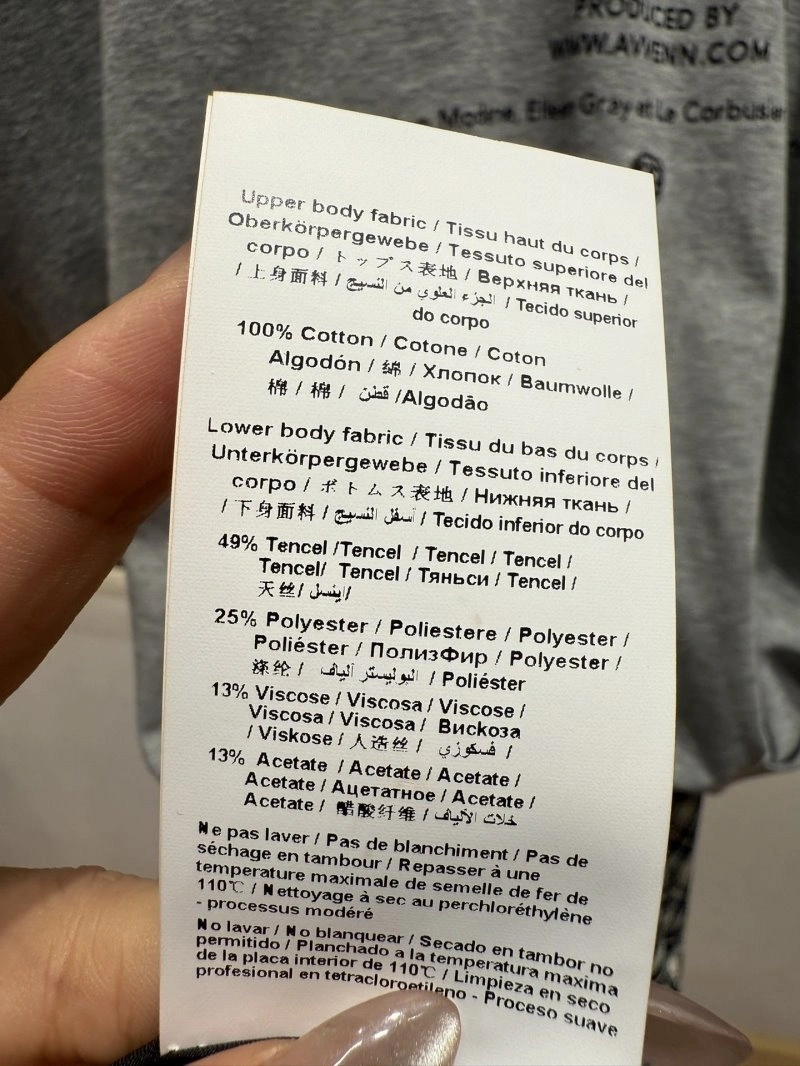 PRODUCED BY
WWW.AVVENN.COM
Moöne, Eileen Gray et Le Corbusier
Upper body fabric / Tissu haut du corps /
Oberkörpergewebe / Tessuto superiore del
corpo / トップス表地 / Верхняя ткань /
/ 上身面料 / الجزء العلوي من النسيج / Tecido superior
do corpo
100% Cotton / Cotone / Coton
Algodón / 綿 / Хлопок / Baumwolle /
棉 / 棉 / قطن /Algodão
Lower body fabric / Tissu du bas du corps /
Unterkörpergewebe / Tessuto inferiore del
corpo / ボトムス表地 / Нижняя ткань /
/ 下身面料 / أسفل النسيج / Tecido inferior do corpo
49% Tencel /Tencel / Tencel / Tencel /
Tencel/ Tencel / Тяньси / Tencel /
天丝/ اينسل/
25% Polyester / Poliestere / Polyester /
Poliéster / ПолизФир / Polyester /
涤纶 / البوليستر ألياف / Poliéster
13% Viscose / Viscosa / Viscose /
Viscosa / Viscosa / Вискоза
/ Viskose / 人造丝 / فسكوزي /
13% Acetate / Acetate / Acetate /
Acetate / Ацетатное / Acetate /
Acetate / 醋酸纤维 / خلات الألياف
Ne pas laver / Pas de blanchiment / Pas de
séchage en tambour / Repasser à une
temperature maximale de semelle de fer de
110℃ / Nettoyage à sec au perchloréthylène
- processus modéré
No lavar / No blanquear / Secado en tambor no
permitido / Planchado a la temperatura maxima
de la placa interior de 110℃ / Limpieza en seco
profesional en tetracloroetileno - Proceso suave